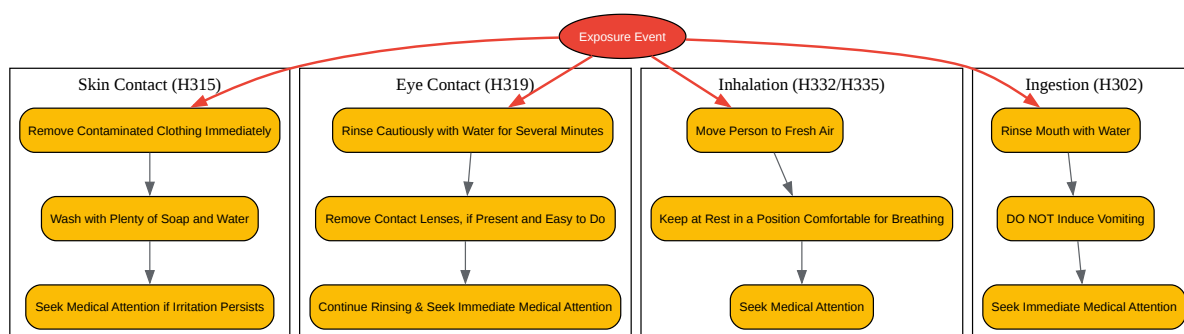 Exposure Event
Skin Contact (H315)
Remove Contaminated Clothing Immediately
Wash with Plenty of Soap and Water
Seek Medical Attention if Irritation Persists
Eye Contact (H319)
Rinse Cautiously with Water for Several Minutes
Remove Contact Lenses, if Present and Easy to Do
Continue Rinsing & Seek Immediate Medical Attention
Inhalation (H332/H335)
Move Person to Fresh Air
Keep at Rest in a Position Comfortable for Breathing
Seek Medical Attention
Ingestion (H302)
Rinse Mouth with Water
DO NOT Induce Vomiting
Seek Immediate Medical Attention